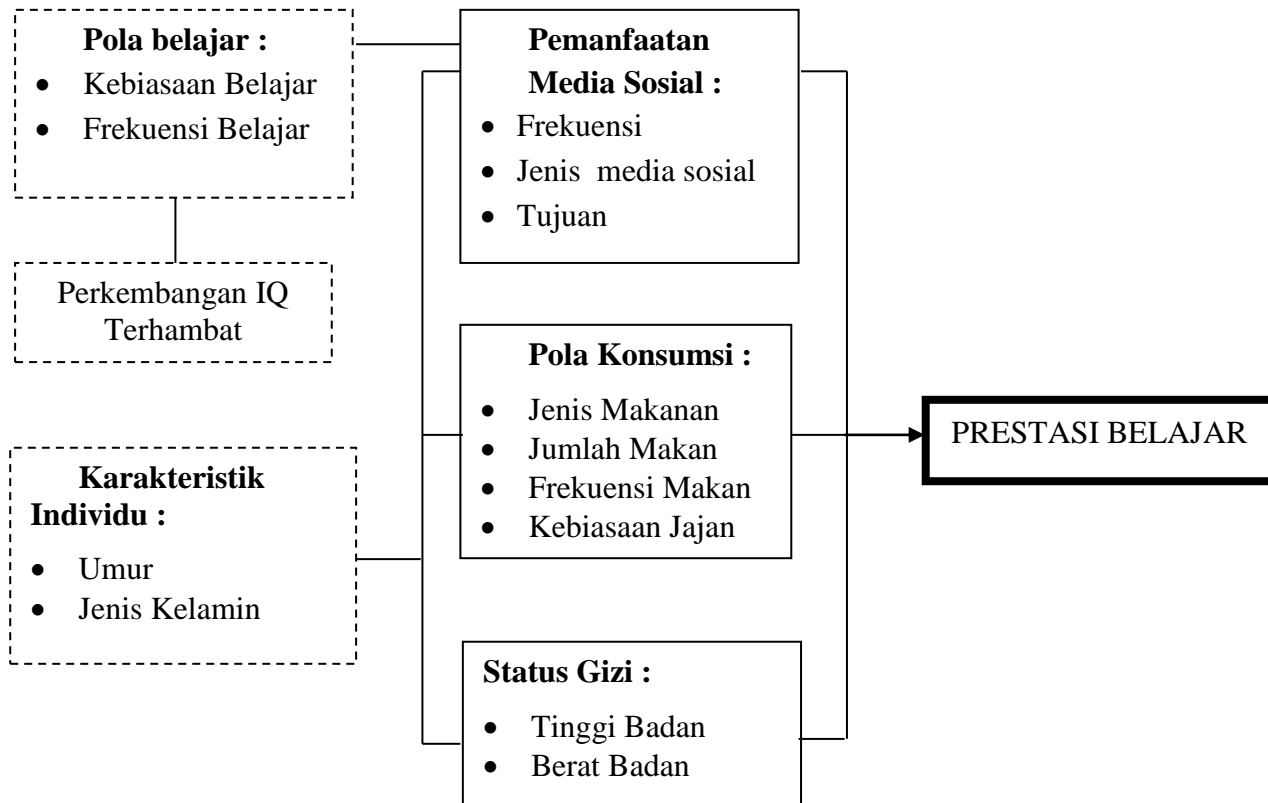 Pola belajar :
• Kebiasaan Belajar
• Frekuensi Belajar
Perkembangan IQ
Terhambat
Karakteristik
Individu :
• Umur
• Jenis Kelamin
Pemanfaatan
Media Sosial :
• Frekuensi
• Jenis media sosial
• Tujuan
Pola Konsumsi :
• Jenis Makanan
• Jumlah Makan
• Frekuensi Makan
• Kebiasaan Jajan
Status Gizi :
• Tinggi Badan
• Berat Badan
PRESTASI BELAJAR